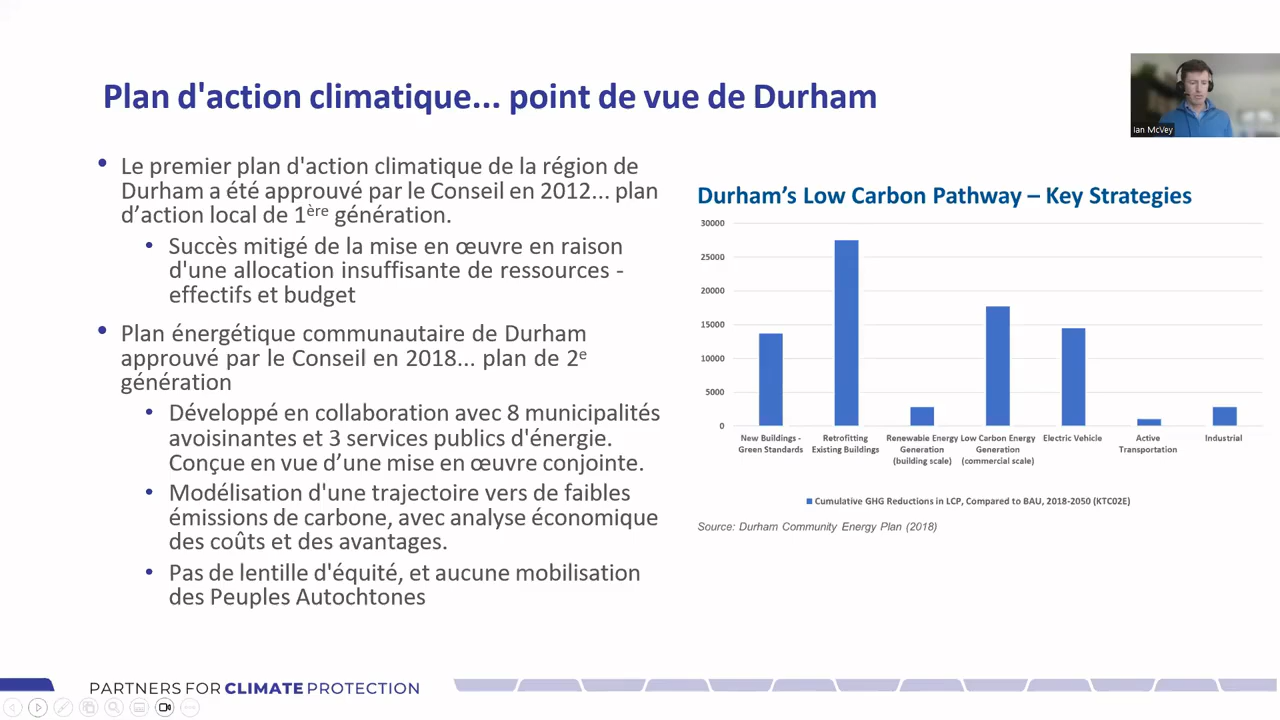 Plan d'action climatique... point de vue de Durham
Ian McVey
• Le premier plan d'action climatique de la région de
Durham a été approuvé par le Conseil en 2012... plan
d’action local de 1ère génération.
• Succès mitigé de la mise en œuvre en raison
d'une allocation insuffisante de ressources -
effectifs et budget
• Plan énergétique communautaire de Durham
approuvé par le Conseil en 2018... plan de 2e
génération
• Développé en collaboration avec 8 municipalités
avoisinantes et 3 services publics d'énergie.
Conçue en vue d’une mise en œuvre conjointe.
• Modélisation d'une trajectoire vers de faibles
émissions de carbone, avec analyse économique
des coûts et des avantages.
• Pas de lentille d'équité, et aucune mobilisation
des Peuples Autochtones
Durham’s Low Carbon Pathway – Key Strategies
30000
25000
20000
15000
10000
5000
0
New Buildings -
Green Standards
Retrofitting
Existing Buildings
Renewable Energy
Generation
(building scale)
Low Carbon Energy
Generation
(commercial scale)
Electric Vehicle
Active
Transportation
Industrial
Cumulative GHG Reductions in LCP, Compared to BAU, 2018-2050 (KTC02E)
Source: Durham Community Energy Plan (2018)
PARTNERS FOR CLIMATE PROTECTION